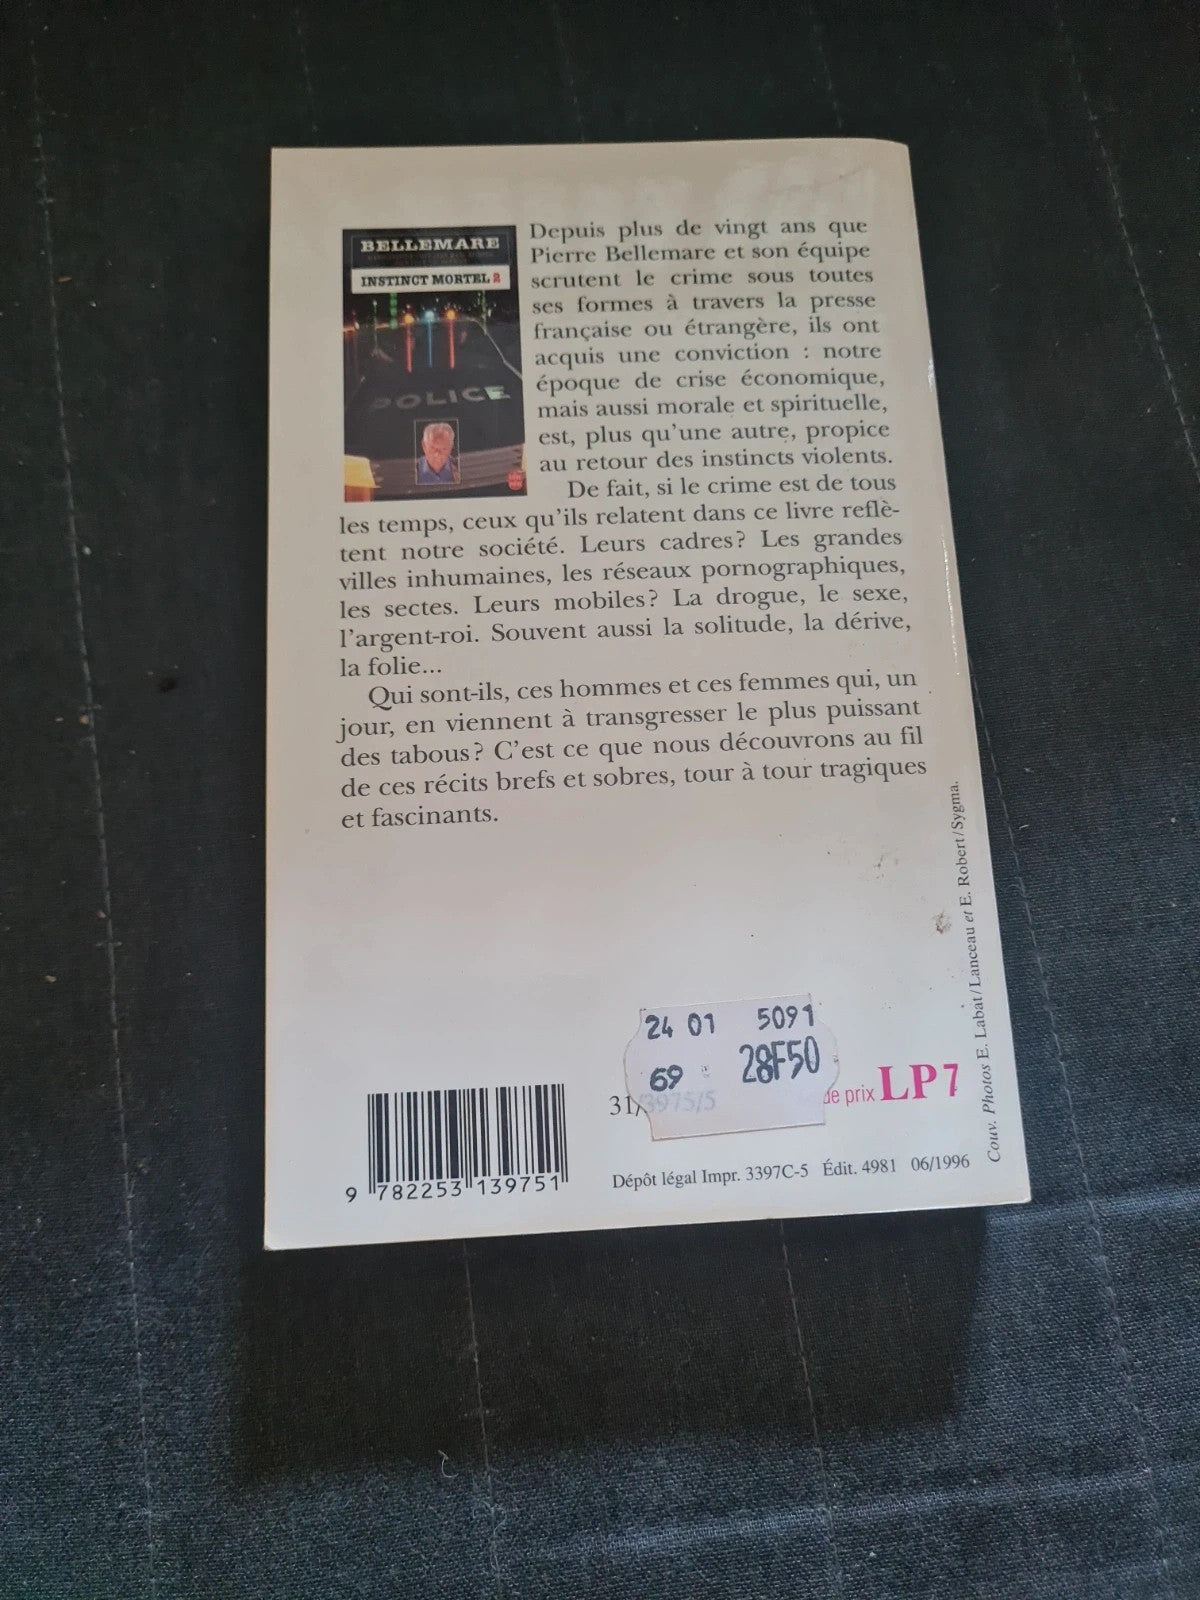 BELLEMARE
INSTINCT MORTEL 2
POLICE
Depuis plus de vingt ans que
Pierre Bellemare et son équipe
scrutent le crime sous toutes
ses formes à travers la presse
française ou étrangère, ils ont
acquis une conviction : notre
époque de crise économique,
mais aussi morale et spirituelle,
est, plus qu'une autre, propice
au retour des instincts violents.
De fait, si le crime est de tous
les temps, ceux qu'ils relatent dans ce livre reflè-
tent notre société. Leurs cadres? Les grandes
villes inhumaines, les réseaux pornographiques,
les sectes. Leurs mobiles? La drogue, le sexe,
l'argent-roi. Souvent aussi la solitude, la dérive,
la folie...
Qui sont-ils, ces hommes et ces femmes qui, un
jour, en viennent à transgresser le plus puissant
des tabous? C'est ce que nous découvrons au fil
de ces récits brefs et sobres, tour à tour tragiques
et fascinants.
Couv. Photos E. Labat/Lanceau et E. Robert/Sygma.
24 01 5091
69 28F50
31/3975/5 de prix LP7
9 782253 139751
Dépôt légal Impr. 3397C-5 Édit. 4981 06/1996